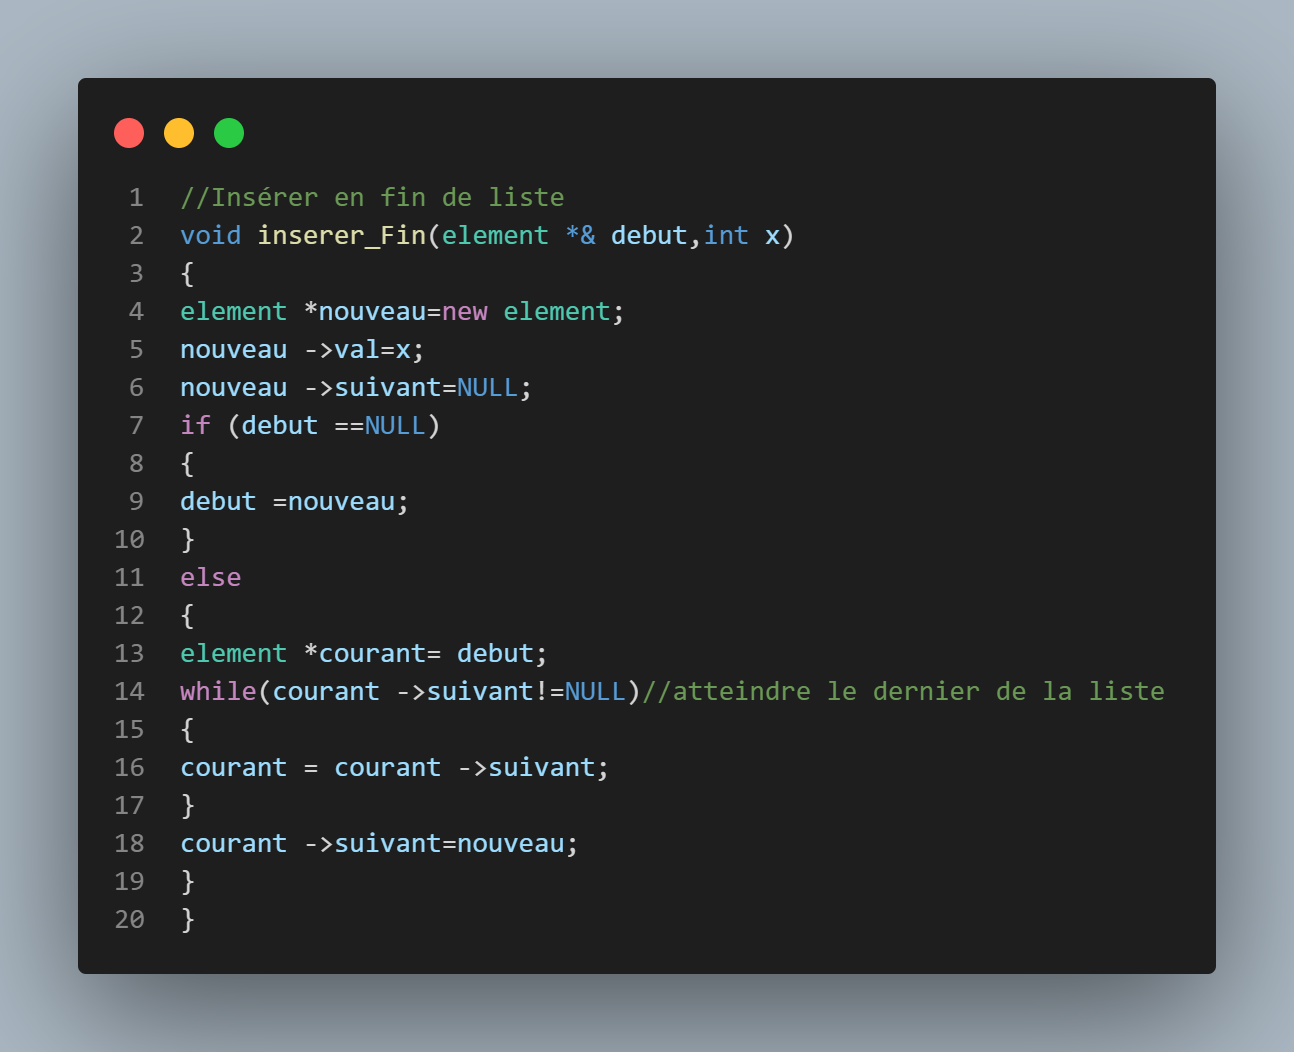 1 //Insérer en fin de liste
2 void inserer_Fin(element *& debut,int x)
3 {
4 element *nouveau=new element;
5 nouveau ->val=x;
6 nouveau ->suivant=NULL;
7 if (debut ==NULL)
8 {
9 debut =nouveau;
10 }
11 else
12 {
13 element *courant= debut;
14 while(courant ->suivant!=NULL)//atteindre le dernier de la liste
15 {
16 courant = courant ->suivant;
17 }
18 courant ->suivant=nouveau;
19 }
20 }